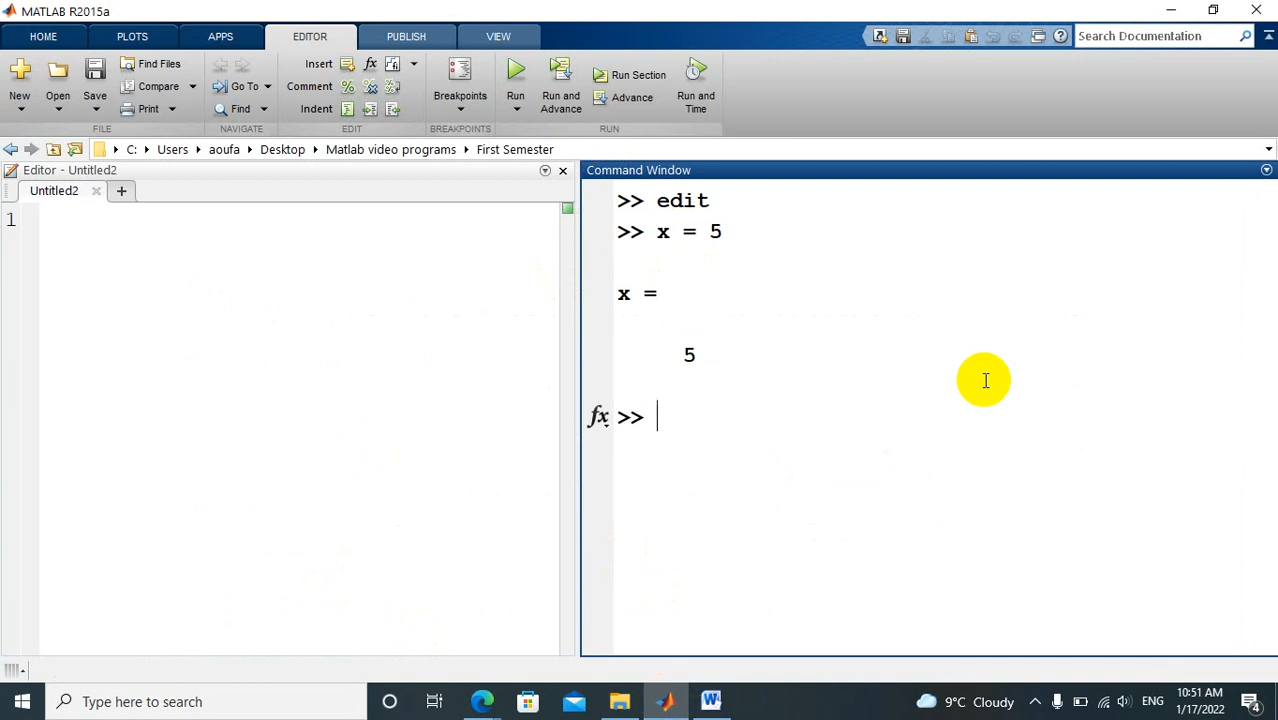 MATLAB R2015a
HOME PLOTS APPS EDITOR PUBLISH VIEW Search Documentation
New Open Save Find Files Compare Print
Go To Find
Insert fx Comment Indent
Breakpoints
Run Run and Advance Run Section Advance Run and Time
FILE NAVIGATE EDIT BREAKPOINTS RUN
C: Users aoufa Desktop Matlab video programs First Semester
Editor - Untitled2
Untitled2
1
Command Window
>> edit
>> x = 5
x =
5
fx >>
Type here to search
W
9°C Cloudy
ENG
10:51 AM
1/17/2022
4